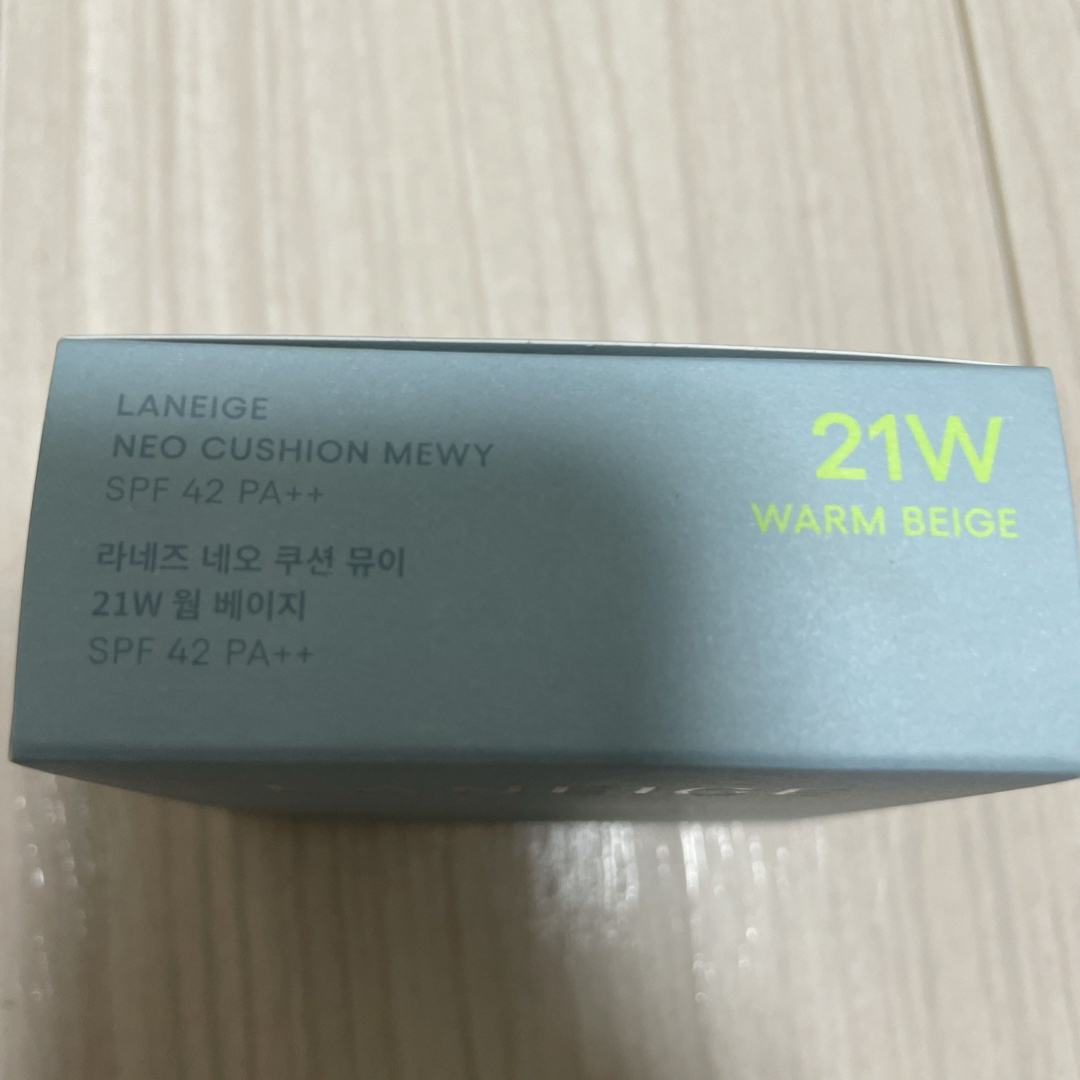 LANEIGE
NEO CUSHION MEWY
SPF 42 PA++
라네즈 네오 쿠션 뮤이
21W 웜 베이지
SPF 42 PA++
21W
WARM BEIGE
LANEIGE